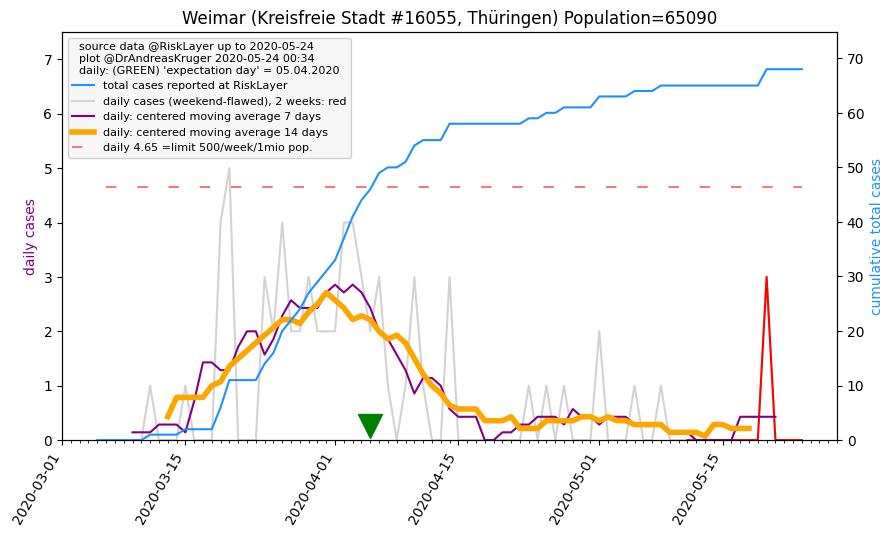 Weimar (Kreisfreie Stadt #16055, Thüringen) Population=65090
source data @RiskLayer up to 2020-05-24
plot @DrAndreasKruger 2020-05-24 00:34
daily: (GREEN) 'expectation day' = 05.04.2020
total cases reported at RiskLayer
daily cases (weekend-flawed), 2 weeks: red
daily: centered moving average 7 days
daily: centered moving average 14 days
daily 4.65 =limit 500/week/1mio pop.
daily cases
7
6
5
4
3
2
1
0
70
60
50
40
30
20
10
0
cumulative total cases
2020-03-01
2020-03-15
2020-04-01
2020-04-15
2020-05-01
2020-05-15